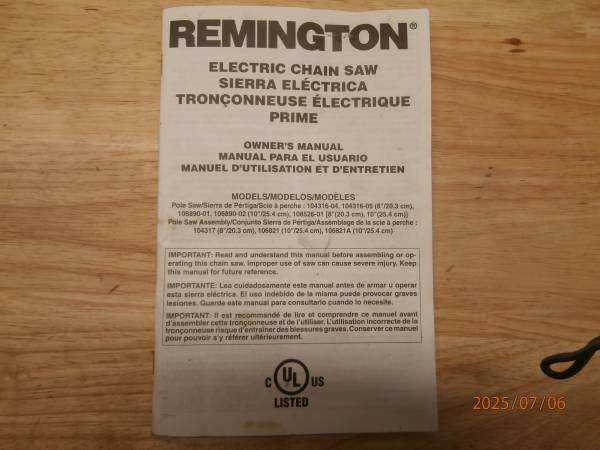 REMINGTON®
ELECTRIC CHAIN SAW
SIERRA ELÉCTRICA
TRONÇONNEUSE ÉLECTRIQUE
PRIME
OWNER'S MANUAL
MANUAL PARA EL USUARIO
MANUEL D'UTILISATION ET D'ENTRETIEN
MODELS/MODELOS/MODÈLES
Pole Saw/Sierra de Pértiga/Scie à perche : 104316-04, 104316-05 (8"/20.3 cm),
106890-01, 106890-02 (10"/25.4 cm), 108526-01 [8"(20.3 cm), 10"(25.4 cm)]
Pole Saw Assembly/Conjunto Sierra de Pértiga/Assemblage de la scie à perche :
104317 (8"/20.3 cm), 106821 (10"/25.4 cm), 106821A (10"/25.4 cm)
IMPORTANT: Read and understand this manual before assembling or op-
erating this chain saw. Improper use of saw can cause severe injury. Keep
this manual for future reference.
IMPORTANTE: Lea cuidadosamente este manual antes de armar u operar
esta sierra eléctrica. El uso indebido de la misma puede provocar graves
lesiones. Guarde este manual para consultarlo cuando lo necesite.
IMPORTANT: Il est recommandé de lire et comprendre ce manuel avant
d'assembler cette tronçonneuse et de l'utiliser. L'utilisation incorrecte de la
tronçonneuse risque d'entraîner des blessures graves. Conserver ce manuel
pour pouvoir s'y référer ultérieurement.
C UL US
®
LISTED
2025/07/06